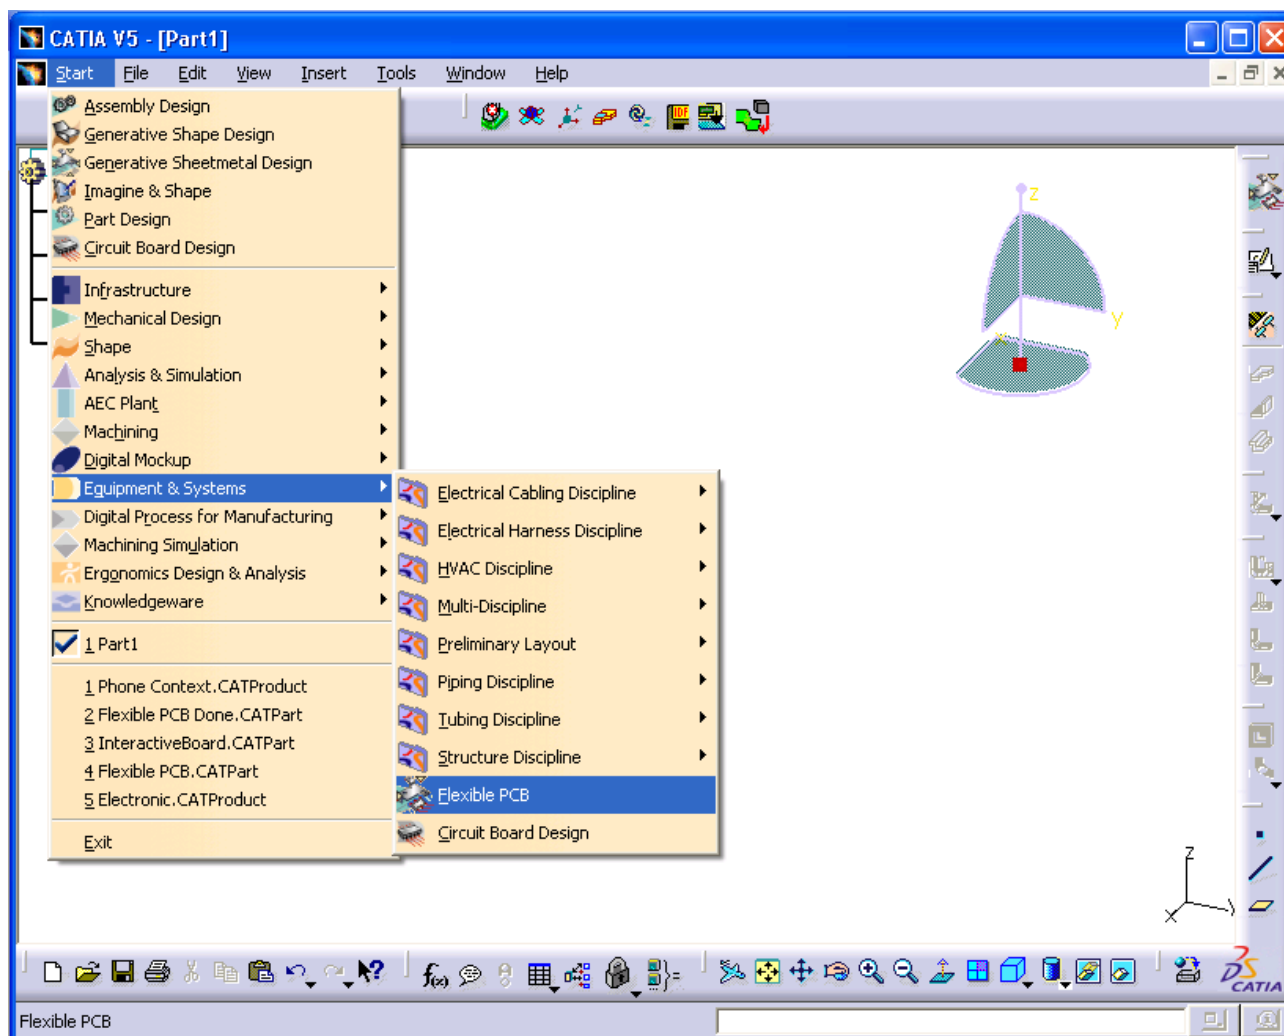 CATIA V5 - [Part1]
Start File Edit View Insert Tools Window Help
Assembly Design
Generative Shape Design
Generative Sheetmetal Design
Imagine & Shape
Part Design
Circuit Board Design
Infrastructure
Mechanical Design
Shape
Analysis & Simulation
AEC Plant
Machining
Digital Mockup
Equipment & Systems
Digital Process for Manufacturing
Machining Simulation
Ergonomics Design & Analysis
Knowledgeware
1 Part1
1 Phone Context.CATProduct
2 Flexible PCB Done.CATPart
3 InteractiveBoard.CATPart
4 Flexible PCB.CATPart
5 Electronic.CATProduct
Exit
Electrical Cabling Discipline
Electrical Harness Discipline
HVAC Discipline
Multi-Discipline
Preliminary Layout
Piping Discipline
Tubing Discipline
Structure Discipline
Flexible PCB
Circuit Board Design
IDF
z
y
x
z
y
x
f(x)
DS CATIA
Flexible PCB